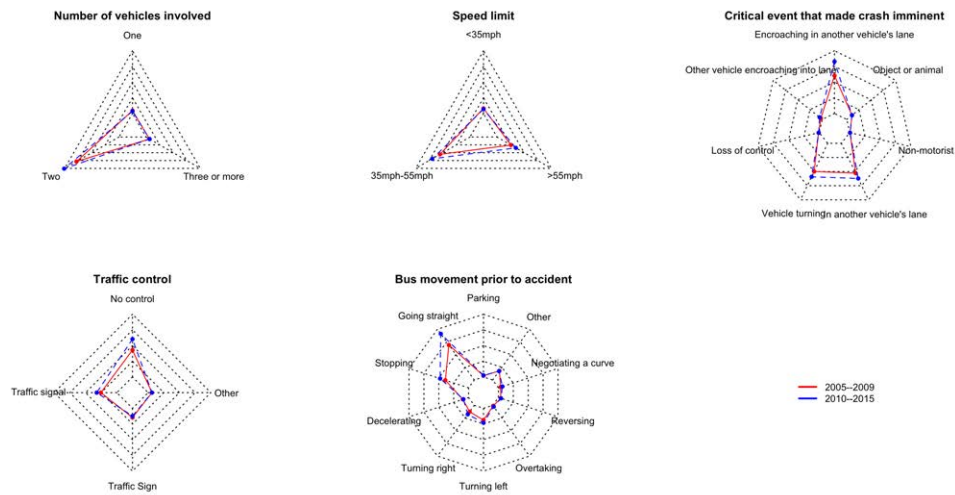 Number of vehicles involved
One
Two
Three or more
Speed limit
<35mph
35mph-55mph
>55mph
Critical event that made crash imminent
Encroaching in another vehicle's lane
Other vehicle encroaching into lane
Object or animal
Loss of control
Non-motorist
Vehicle turning
n another vehicle's lane
Traffic control
No control
Traffic signal
Other
Traffic Sign
Bus movement prior to accident
Parking
Going straight
Other
Stopping
Negotiating a curve
Decelerating
Reversing
Turning right
Overtaking
Turning left
2005--2009
2010--2015